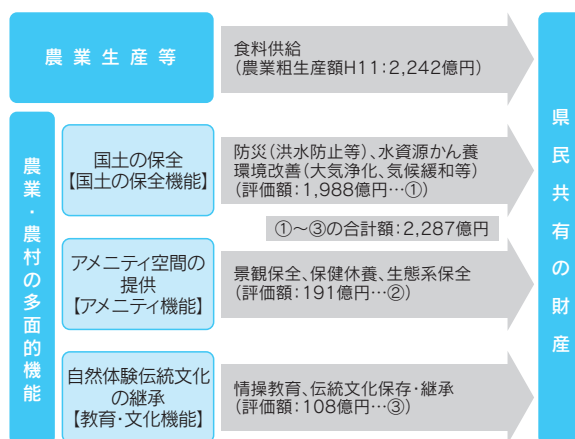 農業生産等
食料供給
（農業粗生産額H11：2,242億円）
農業・農村の多面的機能
国土の保全
【国土の保全機能】
防災（洪水防止等）、水資源かん養
環境改善（大気浄化、気候緩和等）
（評価額：1,988億円…①）
①〜③の合計額：2,287億円
アメニティ空間の
提供
【アメニティ機能】
景観保全、保健休養、生態系保全
（評価額：191億円…②）
自然体験伝統文化
の継承
【教育・文化機能】
情操教育、伝統文化保存・継承
（評価額：108億円…③）
県民共有の財産